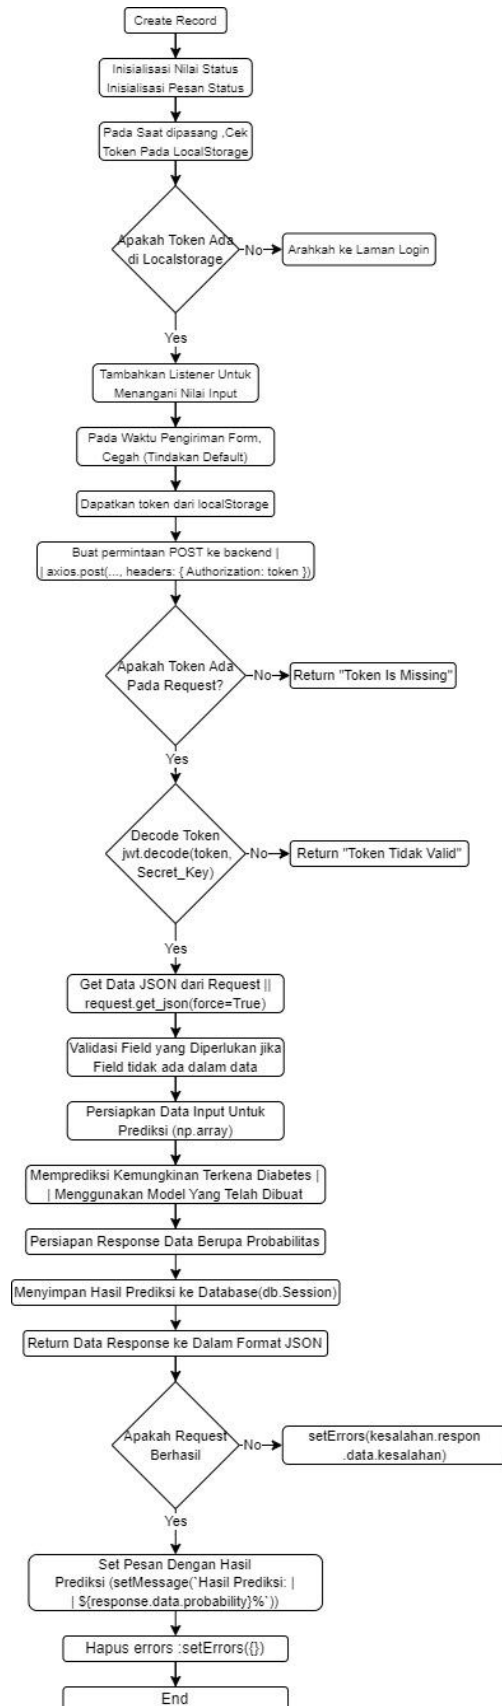 Create Record
Inisialisasi Nilai Status
Inisialisasi Pesan Status
Pada Saat dipasang ,Cek
Token Pada LocalStorage
Apakah Token Ada
di Localstorage
No
Arahkah ke Laman Login
Yes
Tambahkan Listener Untuk
Menangani Nilai Input
Pada Waktu Pengiriman Form,
Cegah (Tindakan Default)
Dapatkan token dari localStorage
Buat permintaan POST ke backend |
| axios.post(..., headers: { Authorization: token })
Apakah Token Ada
Pada Request?
No
Return "Token Is Missing"
Yes
Decode Token
jwt.decode(token,
Secret_Key)
No
Return "Token Tidak Valid"
Yes
Get Data JSON dari Request ||
request.get_json(force=True)
Validasi Field yang Diperlukan jika
Field tidak ada dalam data
Persiapkan Data Input Untuk
Prediksi (np.array)
Memprediksi Kemungkinan Terkena Diabetes |
| Menggunakan Model Yang Telah Dibuat
Persiapan Response Data Berupa Probabilitas
Menyimpan Hasil Prediksi ke Database(db.Session)
Return Data Response ke Dalam Format JSON
Apakah Request
Berhasil
No
setErrors(kesalahan.respon
.data.kesalahan)
Yes
Set Pesan Dengan Hasil
Prediksi (setMessage(`Hasil Prediksi: |
| ${response.data.probability}%`))
Hapus errors :setErrors({})
End